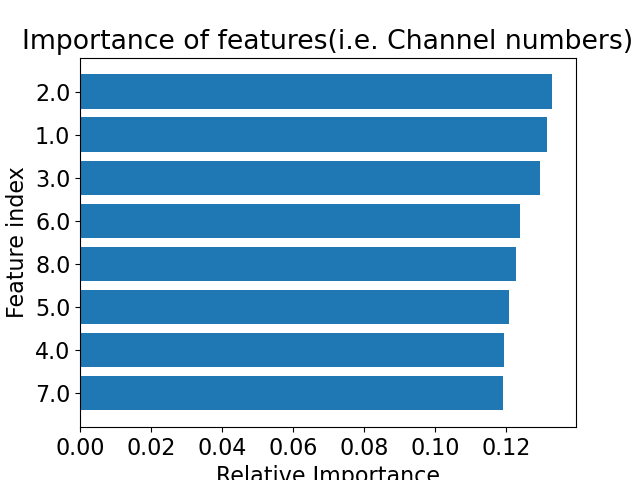 Importance of features(i.e. Channel numbers)
Feature index
2.0
1.0
3.0
6.0
8.0
5.0
4.0
7.0
0.00 0.02 0.04 0.06 0.08 0.10 0.12
Relative Importance